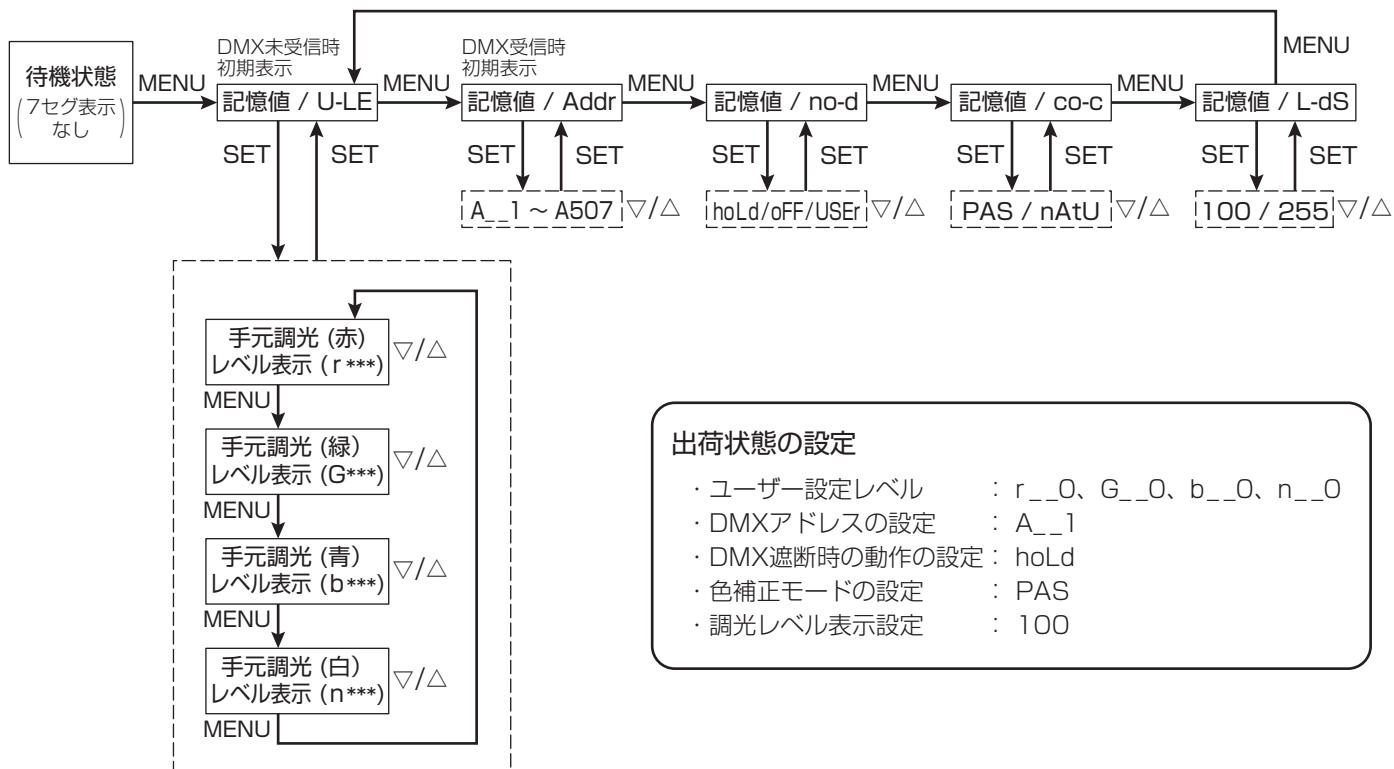 MENU
DMX未受信時
初期表示
DMX受信時
初期表示
待機状態
(7セグ表示
なし)
MENU
記憶値 / U-LE
MENU
記憶値 / Addr
MENU
記憶値 / no-d
MENU
記憶値 / co-c
MENU
記憶値 / L-dS
SET
SET
SET
SET
SET
SET
SET
SET
SET
SET
A__1 ~ A507
▽/△
hoLd/oFF/USEr
▽/△
PAS / nAtU
▽/△
100 / 255
▽/△
手元調光 (赤)
レベル表示 (r***)
▽/△
MENU
手元調光 (緑)
レベル表示 (G***)
▽/△
MENU
手元調光 (青)
レベル表示 (b***)
▽/△
MENU
手元調光 (白)
レベル表示 (n***)
▽/△
MENU
出荷状態の設定
・ユーザー設定レベル : r__0、G__0、b__0、n__0
・DMXアドレスの設定 : A__1
・DMX遮断時の動作の設定 : hoLd
・色補正モードの設定 : PAS
・調光レベル表示設定 : 100